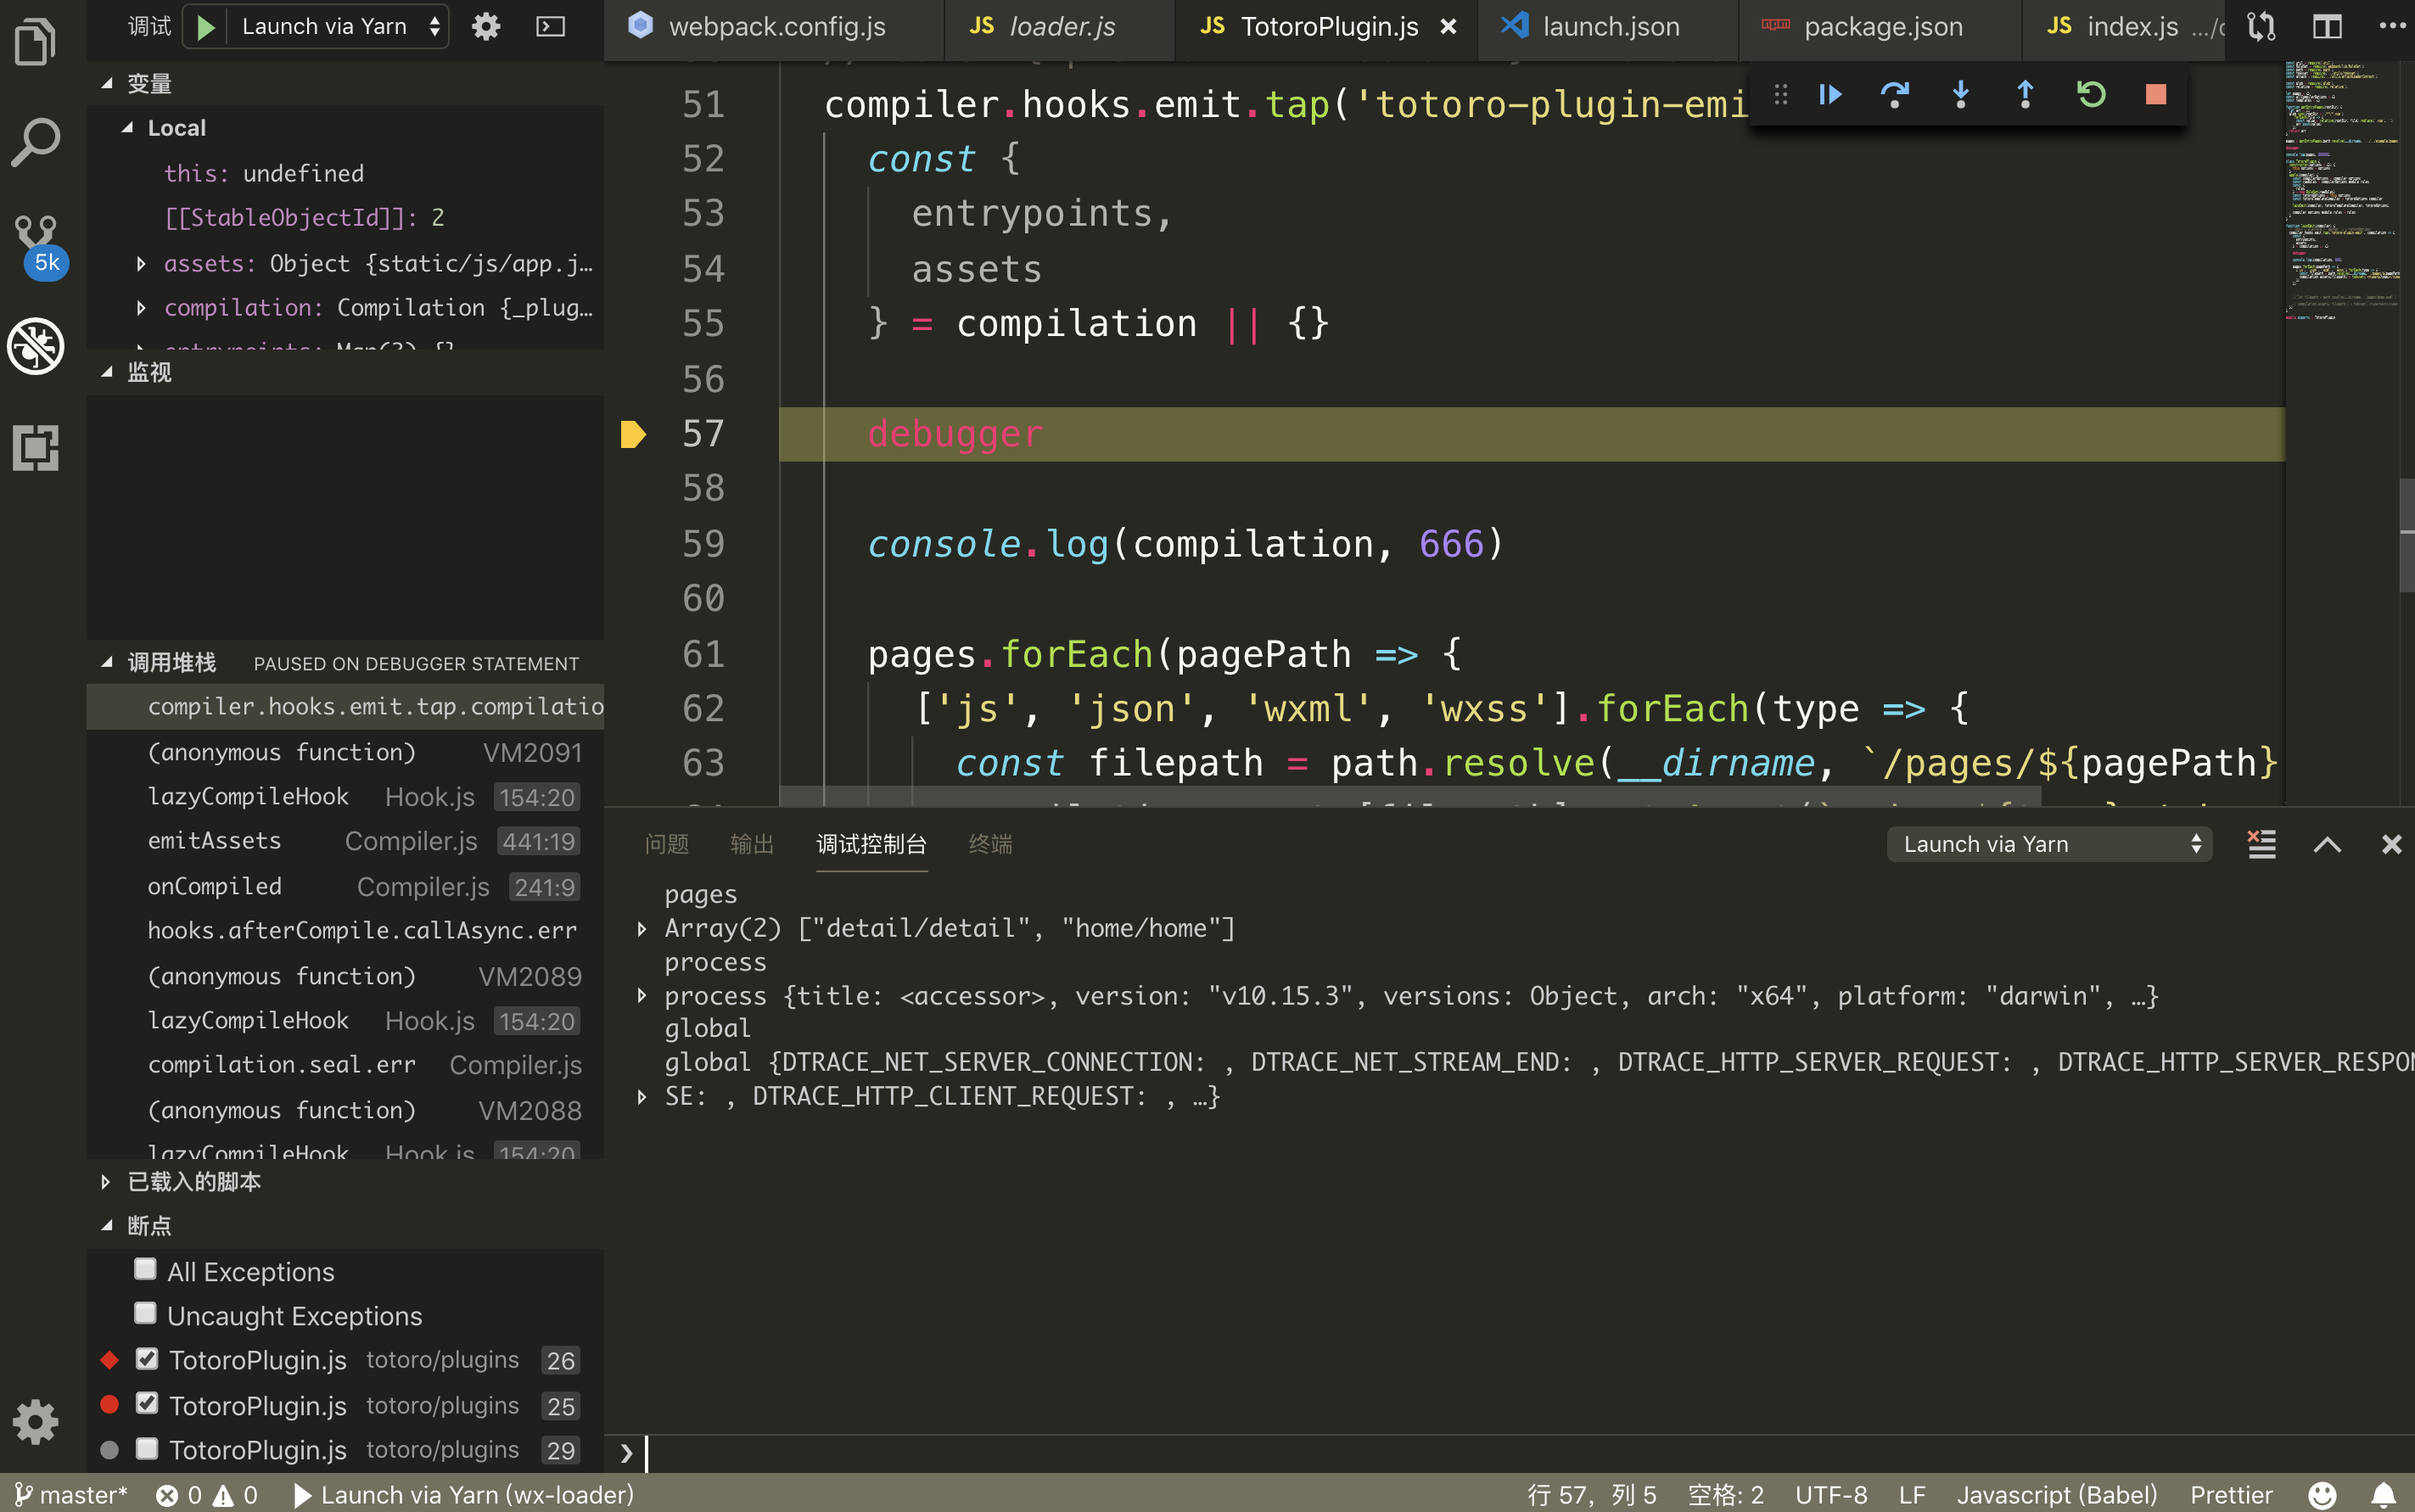 调试 Launch via Yarn
webpack.config.js
JS loader.js
JS TotoroPlugin.js
launch.json
package.json
JS index.js …/c
5k
变量
Local
this: undefined
[[StableObjectId]]: 2
assets: Object {static/js/app.j…
compilation: Compilation {_plug…
entrypoints: Map(3) {}
监视
调用堆栈 PAUSED ON DEBUGGER STATEMENT
compiler.hooks.emit.tap.compilatio
(anonymous function) VM2091
lazyCompileHook Hook.js 154:20
emitAssets Compiler.js 441:19
onCompiled Compiler.js 241:9
hooks.afterCompile.callAsync.err
(anonymous function) VM2089
lazyCompileHook Hook.js 154:20
compilation.seal.err Compiler.js
(anonymous function) VM2088
lazyCompileHook Hook.js 154:20
已载入的脚本
断点
All Exceptions
Uncaught Exceptions
TotoroPlugin.js totoro/plugins 26
TotoroPlugin.js totoro/plugins 25
TotoroPlugin.js totoro/plugins 29
51 compiler.hooks.emit.tap('totoro-plugin-emi
52 const {
53 entrypoints,
54 assets
55 } = compilation || {}
56
57 debugger
58
59 console.log(compilation, 666)
60
61 pages.forEach(pagePath => {
62 ['js', 'json', 'wxml', 'wxss'].forEach(type => {
63 const filepath = path.resolve(__dirname, `/pages/${pagePath}
问题 输出 调试控制台 终端 Launch via Yarn
pages
Array(2) ["detail/detail", "home/home"]
process
process {title: <accessor>, version: "v10.15.3", versions: Object, arch: "x64", platform: "darwin", …}
global
global {DTRACE_NET_SERVER_CONNECTION: , DTRACE_NET_STREAM_END: , DTRACE_HTTP_SERVER_REQUEST: , DTRACE_HTTP_SERVER_RESPON
SE: , DTRACE_HTTP_CLIENT_REQUEST: , …}
master* 0 0 Launch via Yarn (wx-loader) 行 57，列 5 空格: 2 UTF-8 LF Javascript (Babel) Prettier